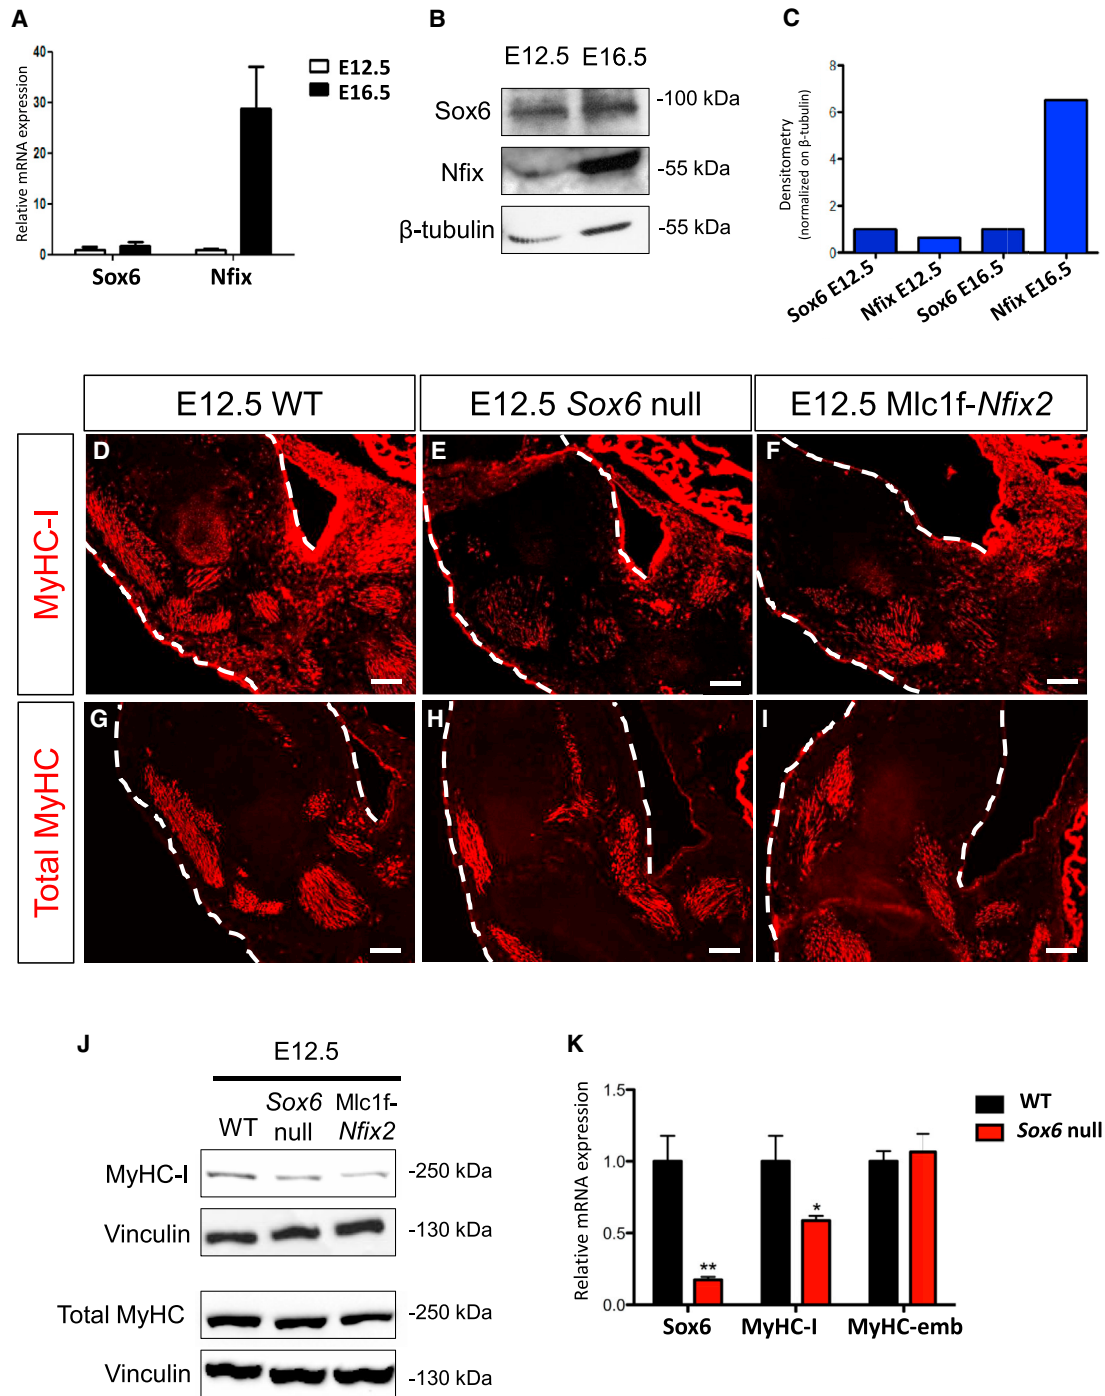 A
Relative mRNA expression
40
30
20
10
0
Sox6 Nfix
E12.5
E16.5
B
E12.5 E16.5
Sox6 -100 kDa
Nfix -55 kDa
β-tubulin -55 kDa
C
Densitometry
(normalized on β-tubulin)
8
6
4
2
0
Sox6 E12.5
Nfix E12.5
Sox6 E16.5
Nfix E16.5
E12.5 WT
E12.5 Sox6 null
E12.5 Mlc1f-Nfix2
MyHC-I
D
E
F
Total MyHC
G
H
I
J
E12.5
WT
Sox6
null
Mlc1f-
Nfix2
MyHC-I -250 kDa
Vinculin -130 kDa
Total MyHC -250 kDa
Vinculin -130 kDa
K
Relative mRNA expression
1.5
1.0
0.5
0.0
**
*
Sox6 MyHC-I MyHC-emb
WT
Sox6 null